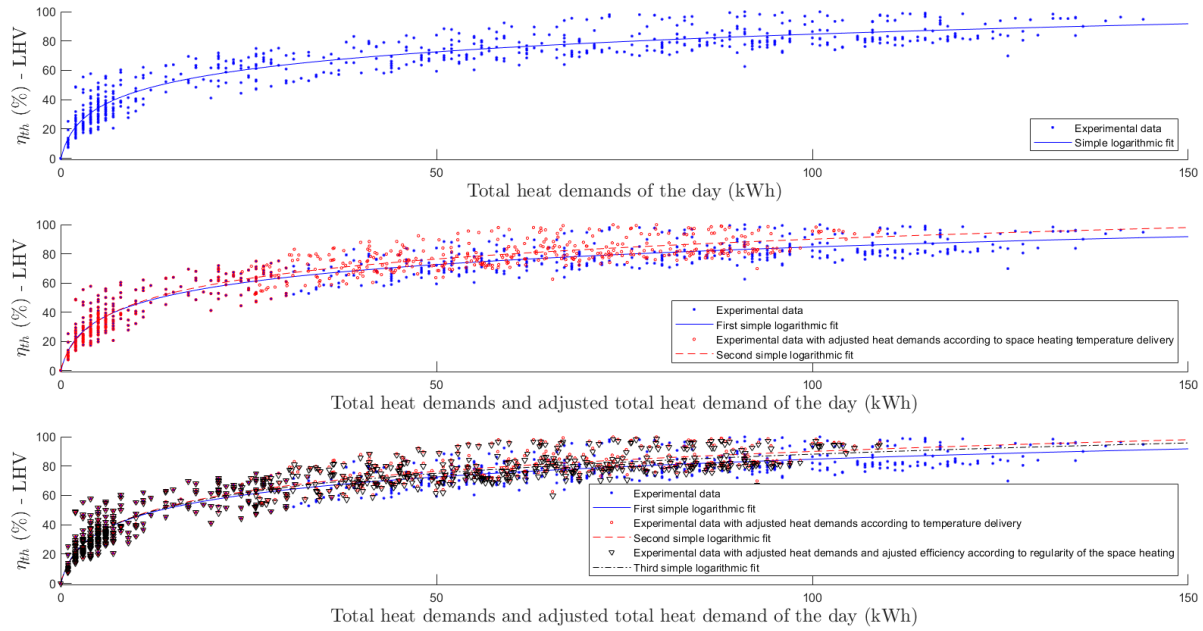 100
80
60
40
20
0
η_th (%) - LHV
0
50
100
150
Total heat demands of the day (kWh)
Experimental data
Simple logarithmic fit
100
80
60
40
20
0
η_th (%) - LHV
0
50
100
150
Total heat demands and adjusted total heat demand of the day (kWh)
Experimental data
First simple logarithmic fit
Experimental data with adjusted heat demands according to space heating temperature delivery
Second simple logarithmic fit
100
80
60
40
20
0
η_th (%) - LHV
0
50
100
150
Total heat demands and adjusted total heat demand of the day (kWh)
Experimental data
First simple logarithmic fit
Experimental data with adjusted heat demands according to temperature delivery
Second simple logarithmic fit
Experimental data with adjusted heat demands and ajusted efficiency according to regularity of the space heating
Third simple logarithmic fit